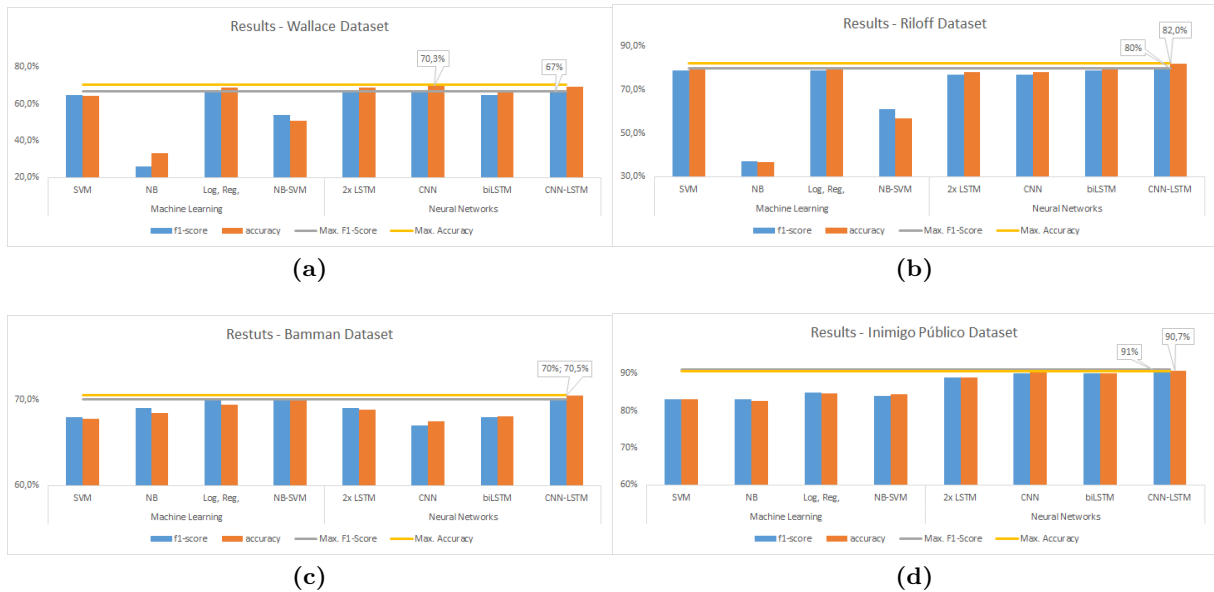 Results - Wallace Dataset
70,3%
67%
80,0%
60,0%
40,0%
20,0%
SVM NB Log, Reg, NB-SVM 2x LSTM CNN biLSTM CNN-LSTM
Machine Learning Neural Networks
f1-score accuracy Max. F1-Score Max. Accuracy
(a)
Results - Riloff Dataset
82,0%
80%
90,0%
70,0%
50,0%
30,0%
SVM NB Log, Reg, NB-SVM 2x LSTM CNN biLSTM CNN-LSTM
Machine Learning Neural Networks
f1-score accuracy Max. F1-Score Max. Accuracy
(b)
Restuts - Bamman Dataset
70%; 70,5%
70,0%
60,0%
SVM NB Log, Reg, NB-SVM 2x LSTM CNN biLSTM CNN-LSTM
Machine Learning Neural Networks
f1-score accuracy Max. F1-Score Max. Accuracy
(c)
Results - Inimigo Público Dataset
91%
90,7%
90%
80%
70%
60%
SVM NB Log, Reg, NB-SVM 2x LSTM CNN biLSTM CNN-LSTM
Machine Learning Neural Networks
f1-score accuracy Max. F1-Score Max. Accuracy
(d)